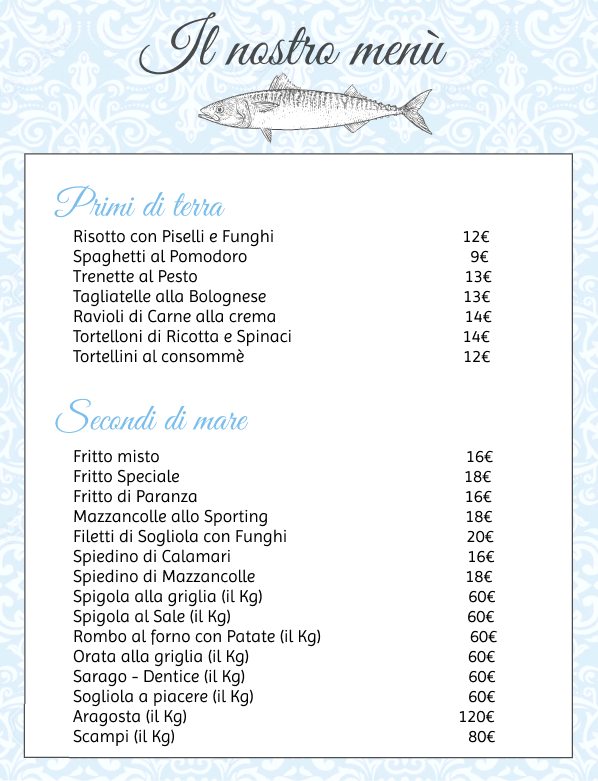 Il nostro menù
Primi di terra
Risotto con Piselli e Funghi 12€
Spaghetti al Pomodoro 9€
Trenette al Pesto 13€
Tagliatelle alla Bolognese 13€
Ravioli di Carne alla crema 14€
Tortelloni di Ricotta e Spinaci 14€
Tortellini al consommè 12€
Secondi di mare
Fritto misto 16€
Fritto Speciale 18€
Fritto di Paranza 16€
Mazzancolle allo Sporting 18€
Filetti di Sogliola con Funghi 20€
Spiedino di Calamari 16€
Spiedino di Mazzancolle 18€
Spigola alla griglia (il Kg) 60€
Spigola al Sale (il Kg) 60€
Rombo al forno con Patate (il Kg) 60€
Orata alla griglia (il Kg) 60€
Sarago - Dentice (il Kg) 60€
Sogliola a piacere (il Kg) 60€
Aragosta (il Kg) 120€
Scampi (il Kg) 80€